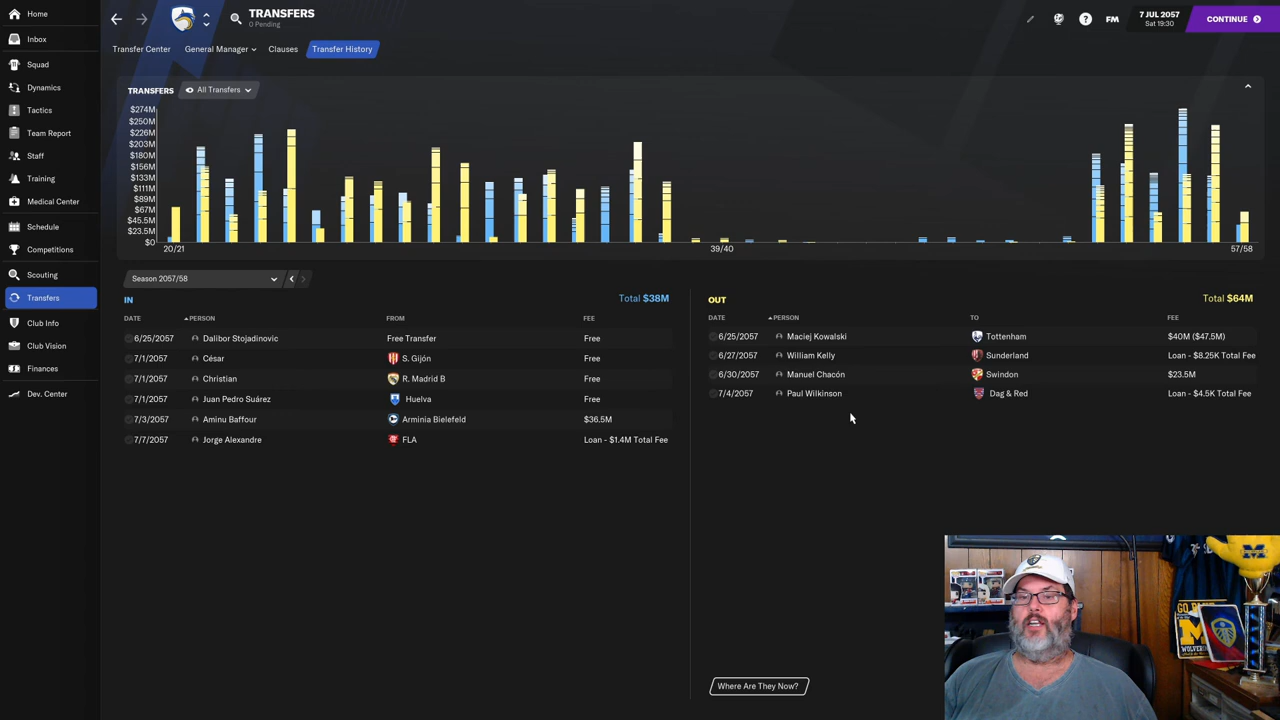 Home
Inbox
Squad
Dynamics
Tactics
Team Report
Staff
Training
Medical Center
Schedule
Competitions
Scouting
Transfers
Club Info
Club Vision
Finances
Dev. Center
TRANSFERS
0 Pending
FM
7 JUL 2057
Sat 19:30
CONTINUE
Transfer Center General Manager Clauses Transfer History
TRANSFERS All Transfers
$274M
$250M
$226M
$203M
$180M
$156M
$133M
$111M
$89M
$67M
$45.5M
$23.5M
$0
20/21 39/40 57/58
Season 2057/58
IN Total $38M
DATE PERSON FROM FEE
6/25/2057 Dalibor Stojadinovic Free Transfer Free
7/1/2057 César S. Gijón Free
7/1/2057 Christian R. Madrid B Free
7/1/2057 Juan Pedro Suárez Huelva Free
7/3/2057 Aminu Baffour Arminia Bielefeld $36.5M
7/7/2057 Jorge Alexandre FLA Loan - $1.4M Total Fee
OUT Total $64M
DATE PERSON TO FEE
6/25/2057 Maciej Kowalski Tottenham $40M ($47.5M)
6/27/2057 William Kelly Sunderland Loan - $8.25K Total Fee
6/30/2057 Manuel Chacón Swindon $23.5M
7/4/2057 Paul Wilkinson Dag & Red Loan - $4.5K Total Fee
Where Are They Now?
GO BLUE
M
WOLVERINES